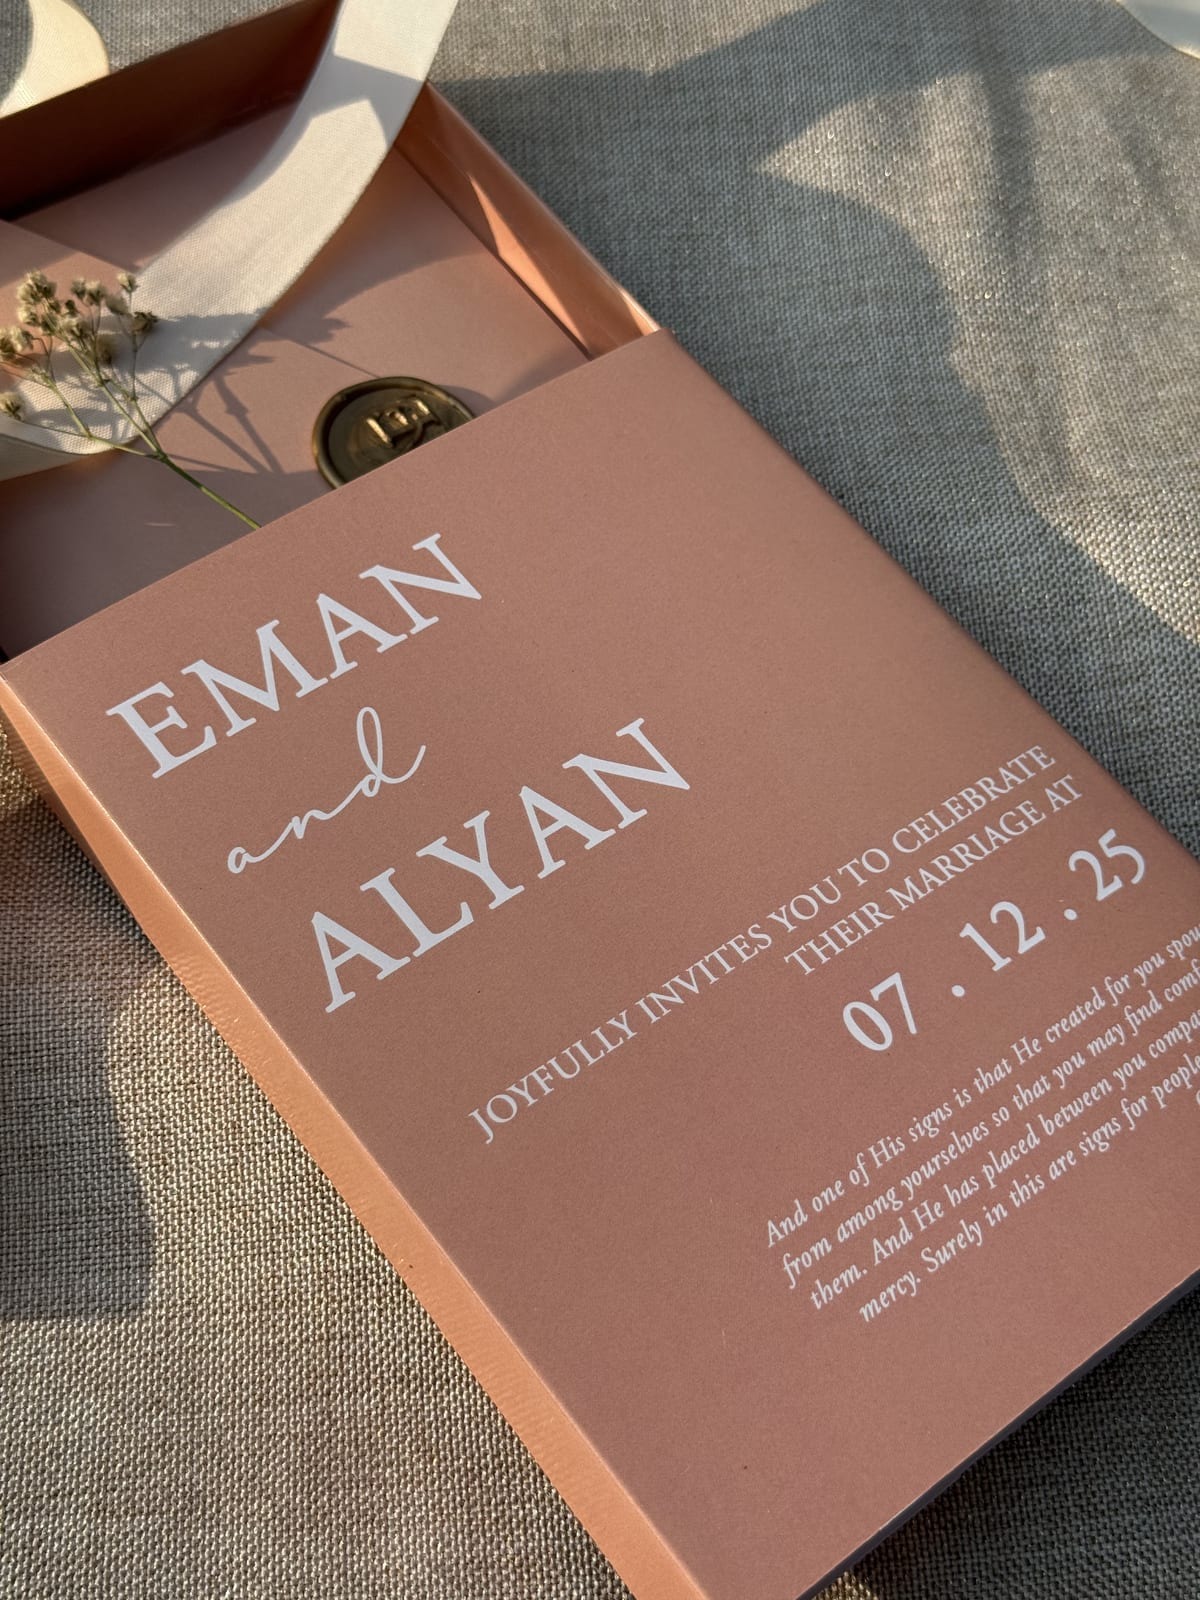 EMAN
and
ALYAN
JOYFULLY INVITES YOU TO CELEBRATE
THEIR MARRIAGE AT
07 . 12 . 25
And one of His signs is that He created for you
from among yourselves so that you may find
them. And He has placed between you
mercy. Surely in this are signs for people